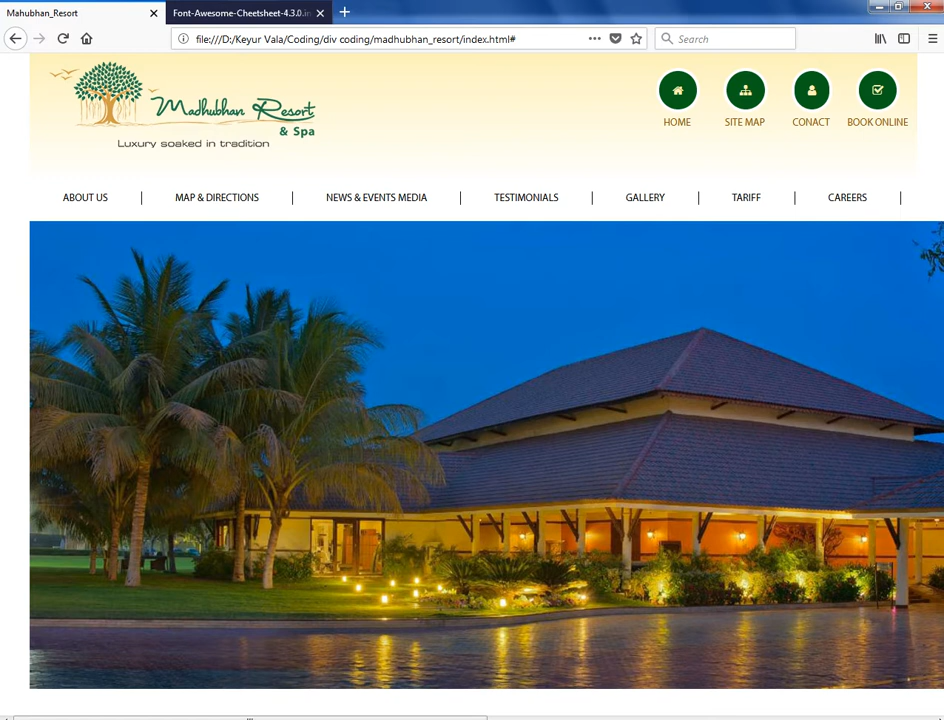 Mahubhan_Resort
Font-Awesome-Cheetsheet-4.3.0.in
file:///D:/Keyur Vala/Coding/div coding/madhubhan_resort/index.html#
Search
Madhubhan Resort
& Spa
Luxury soaked in tradition
HOME
SITE MAP
CONACT
BOOK ONLINE
ABOUT US
MAP & DIRECTIONS
NEWS & EVENTS MEDIA
TESTIMONIALS
GALLERY
TARIFF
CAREERS